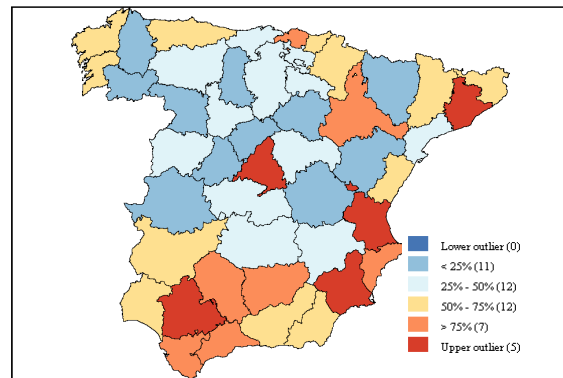 Lower outlier (0)
< 25% (11)
25% - 50% (12)
50% - 75% (12)
> 75% (7)
Upper outlier (5)